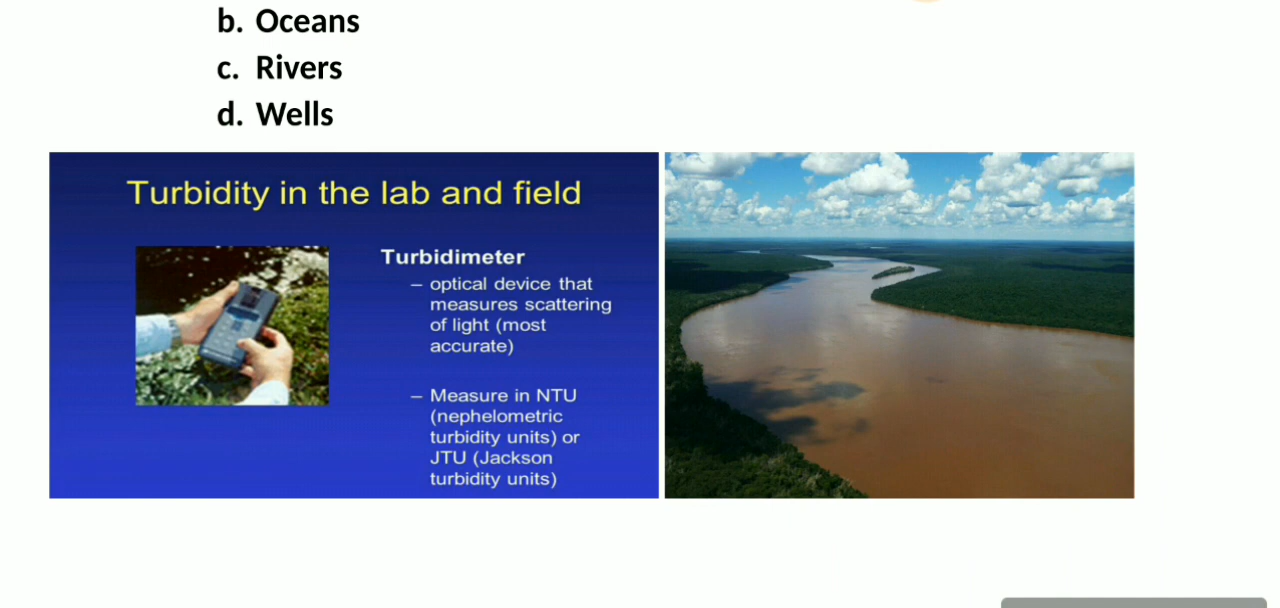 b. Oceans
c. Rivers
d. Wells
Turbidity in the lab and field
Turbidimeter
– optical device that
measures scattering
of light (most
accurate)
– Measure in NTU
(nephelometric
turbidity units) or
JTU (Jackson
turbidity units)